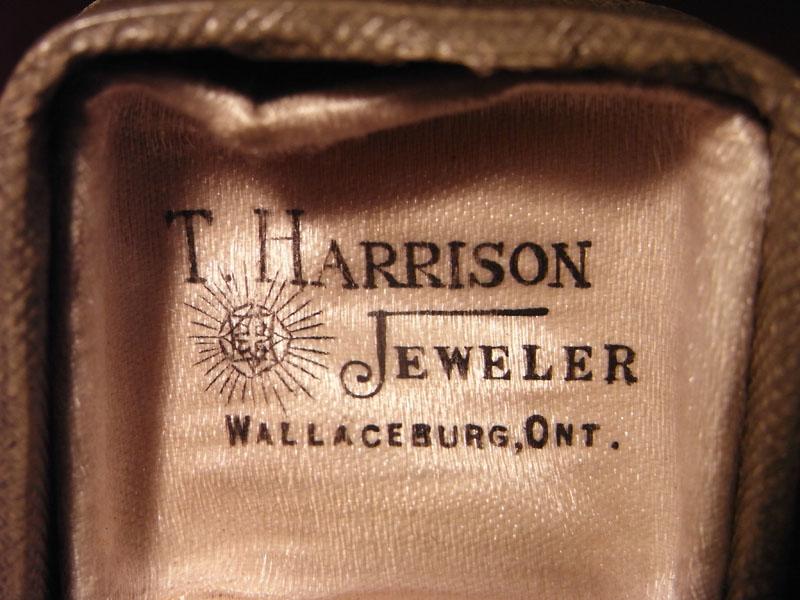 T. HARRISON
JEWELER
WALLACEBURG, ONT.